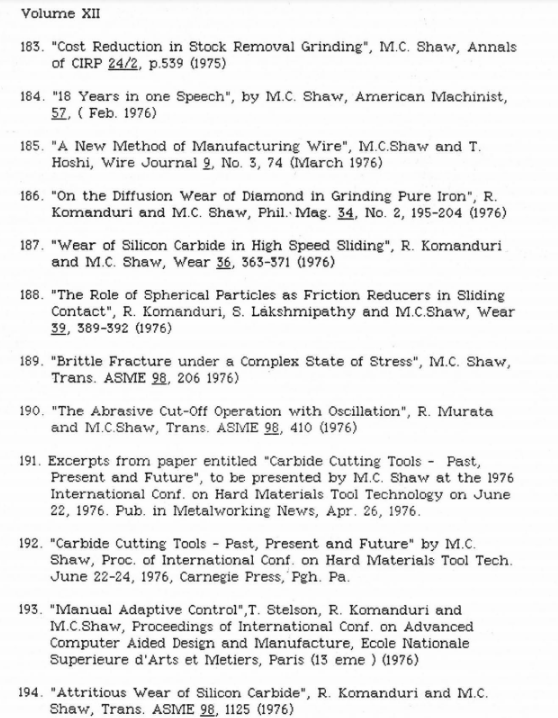 Volume XII
183. "Cost Reduction in Stock Removal Grinding", M.C. Shaw, Annals
of CIRP 24/2, p.539 (1975)
184. "18 Years in one Speech", by M.C. Shaw, American Machinist,
57, ( Feb. 1976)
185. "A New Method of Manufacturing Wire", M.C.Shaw and T.
Hoshi, Wire Journal 9, No. 3, 74 (March 1976)
186. "On the Diffusion Wear of Diamond in Grinding Pure Iron", R.
Komanduri and M.C. Shaw, Phil. Mag. 34, No. 2, 195-204 (1976)
187. "Wear of Silicon Carbide in High Speed Sliding", R. Komanduri
and M.C. Shaw, Wear 36, 363-371 (1976)
188. "The Role of Spherical Particles as Friction Reducers in Sliding
Contact", R. Komanduri, S. Lakshmipathy and M.C.Shaw, Wear
39, 389-392 (1976)
189. "Brittle Fracture under a Complex State of Stress", M.C. Shaw,
Trans. ASME 98, 206 1976)
190. "The Abrasive Cut-Off Operation with Oscillation", R. Murata
and M.C.Shaw, Trans. ASME 98, 410 (1976)
191. Excerpts from paper entitled "Carbide Cutting Tools - Past,
Present and Future", to be presented by M.C. Shaw at the 1976
International Conf. on Hard Materials Tool Technology on June
22, 1976. Pub. in Metalworking News, Apr. 26, 1976.
192. "Carbide Cutting Tools - Past, Present and Future" by M.C.
Shaw, Proc. of International Conf. on Hard Materials Tool Tech.
June 22-24, 1976, Carnegie Press, Pgh. Pa.
193. "Manual Adaptive Control",T. Stelson, R. Komanduri and
M.C.Shaw, Proceedings of International Conf. on Advanced
Computer Aided Design and Manufacture, Ecole Nationale
Superieure d'Arts et Metiers, Paris (13 eme ) (1976)
194. "Attritious Wear of Silicon Carbide", R. Komanduri and M.C.
Shaw, Trans. ASME 98, 1125 (1976)